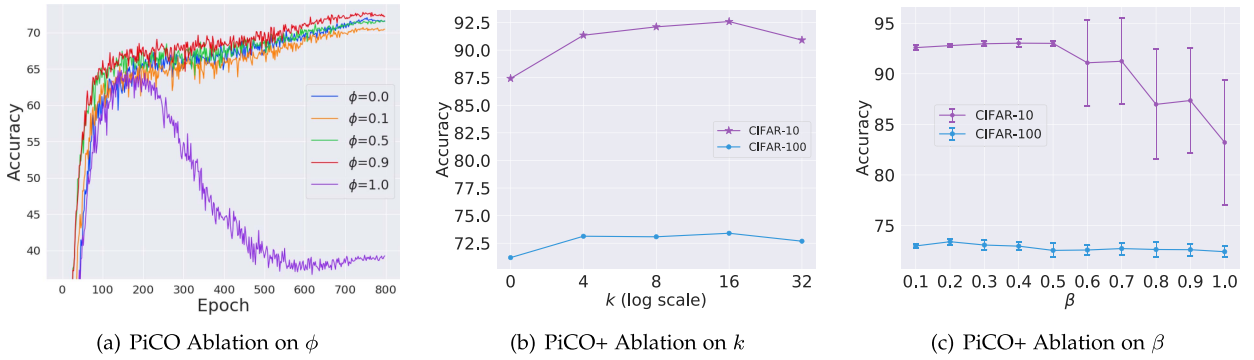 Accuracy
70
65
60
55
50
45
40
ϕ=0.0
ϕ=0.1
ϕ=0.5
ϕ=0.9
ϕ=1.0
0 100 200 300 400 500 600 700 800
Epoch
(a) PiCO Ablation on ϕ
Accuracy
92.5
90.0
87.5
85.0
82.5
80.0
77.5
75.0
72.5
CIFAR-10
CIFAR-100
0 4 8 16 32
k (log scale)
(b) PiCO+ Ablation on k
Accuracy
95
90
85
80
75
CIFAR-10
CIFAR-100
0.1 0.2 0.3 0.4 0.5 0.6 0.7 0.8 0.9 1.0
β
(c) PiCO+ Ablation on β